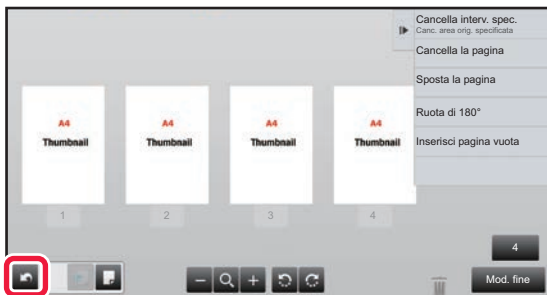 Cancella interv. spec.
Canc. area orig. specificata
Cancella la pagina
Sposta la pagina
Ruota di 180°
Inserisci pagina vuota
A4
Thumbnail
A4
Thumbnail
A4
Thumbnail
A4
Thumbnail
1
2
3
4
4
Mod. fine